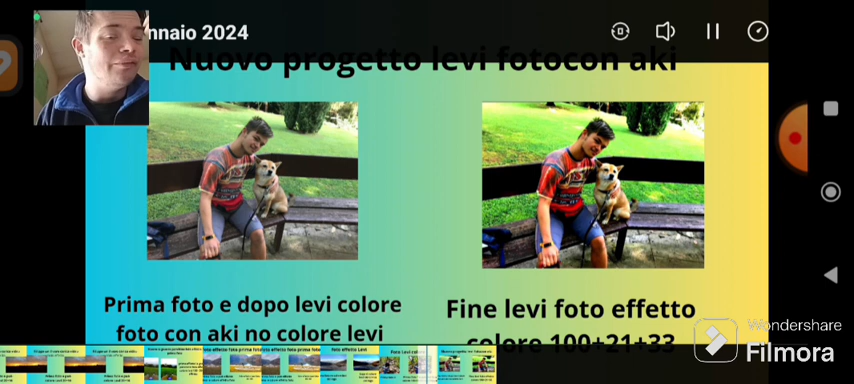 nnaio 2024
Nuovo progetto levi fotocon aki
Prima foto e dopo levi colore
foto con aki no colore levi
Fine levi foto effetto
colore 100+21+33
Wondershare
Filmora